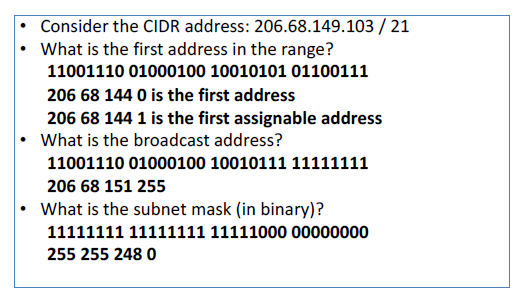 • Consider the CIDR address: 206.68.149.103 / 21
• What is the first address in the range?
11001110 01000100 10010101 01100111
206 68 144 0 is the first address
206 68 144 1 is the first assignable address
• What is the broadcast address?
11001110 01000100 10010111 11111111
206 68 151 255
• What is the subnet mask (in binary)?
11111111 11111111 11111000 00000000
255 255 248 0